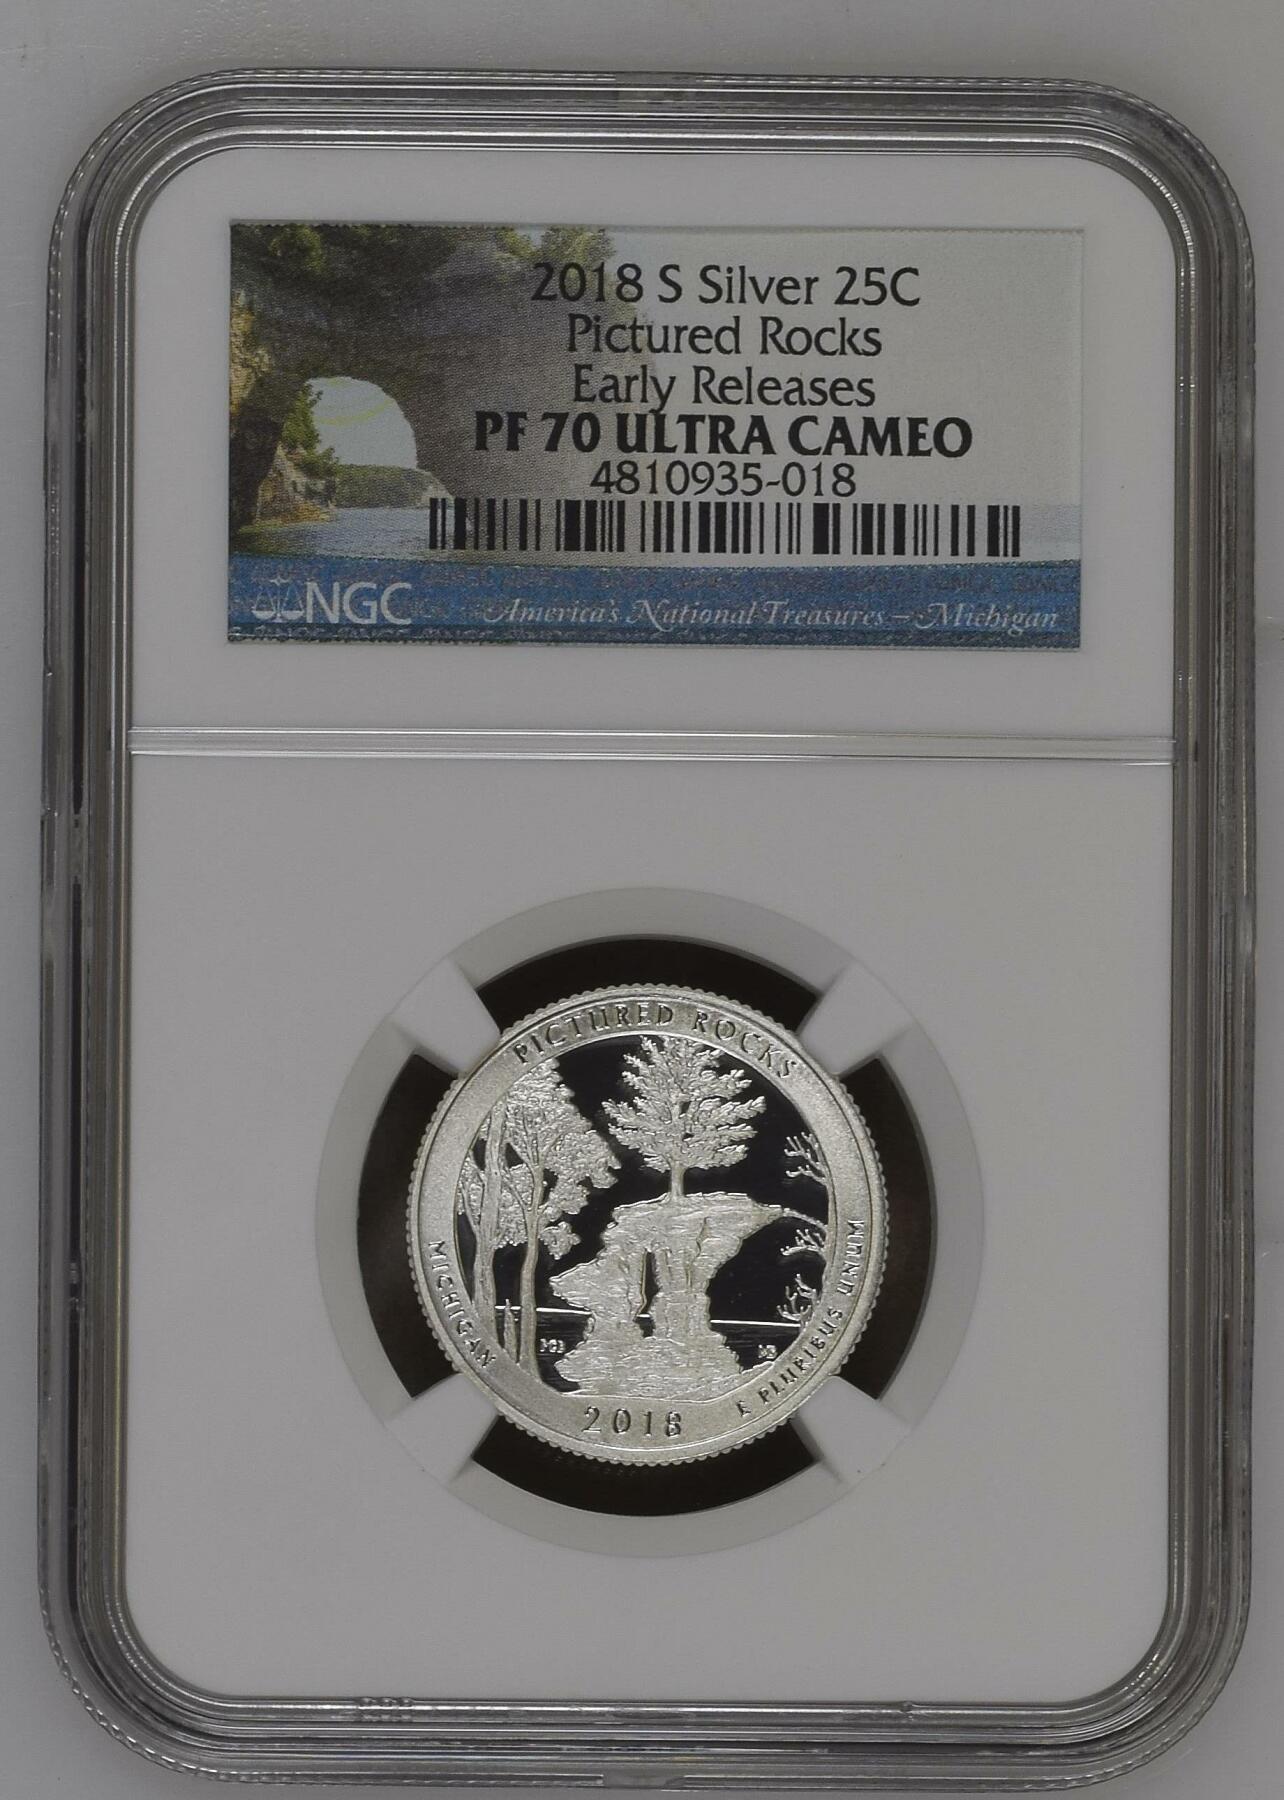 2018 S Silver 25C
Pictured Rocks
Early Releases
PF 70 ULTRA CAMEO
4810935-018
NGC America's National Treasures – Michigan
PICTURED ROCKS
MICHIGAN
2018
E PLURIBUS UNUM